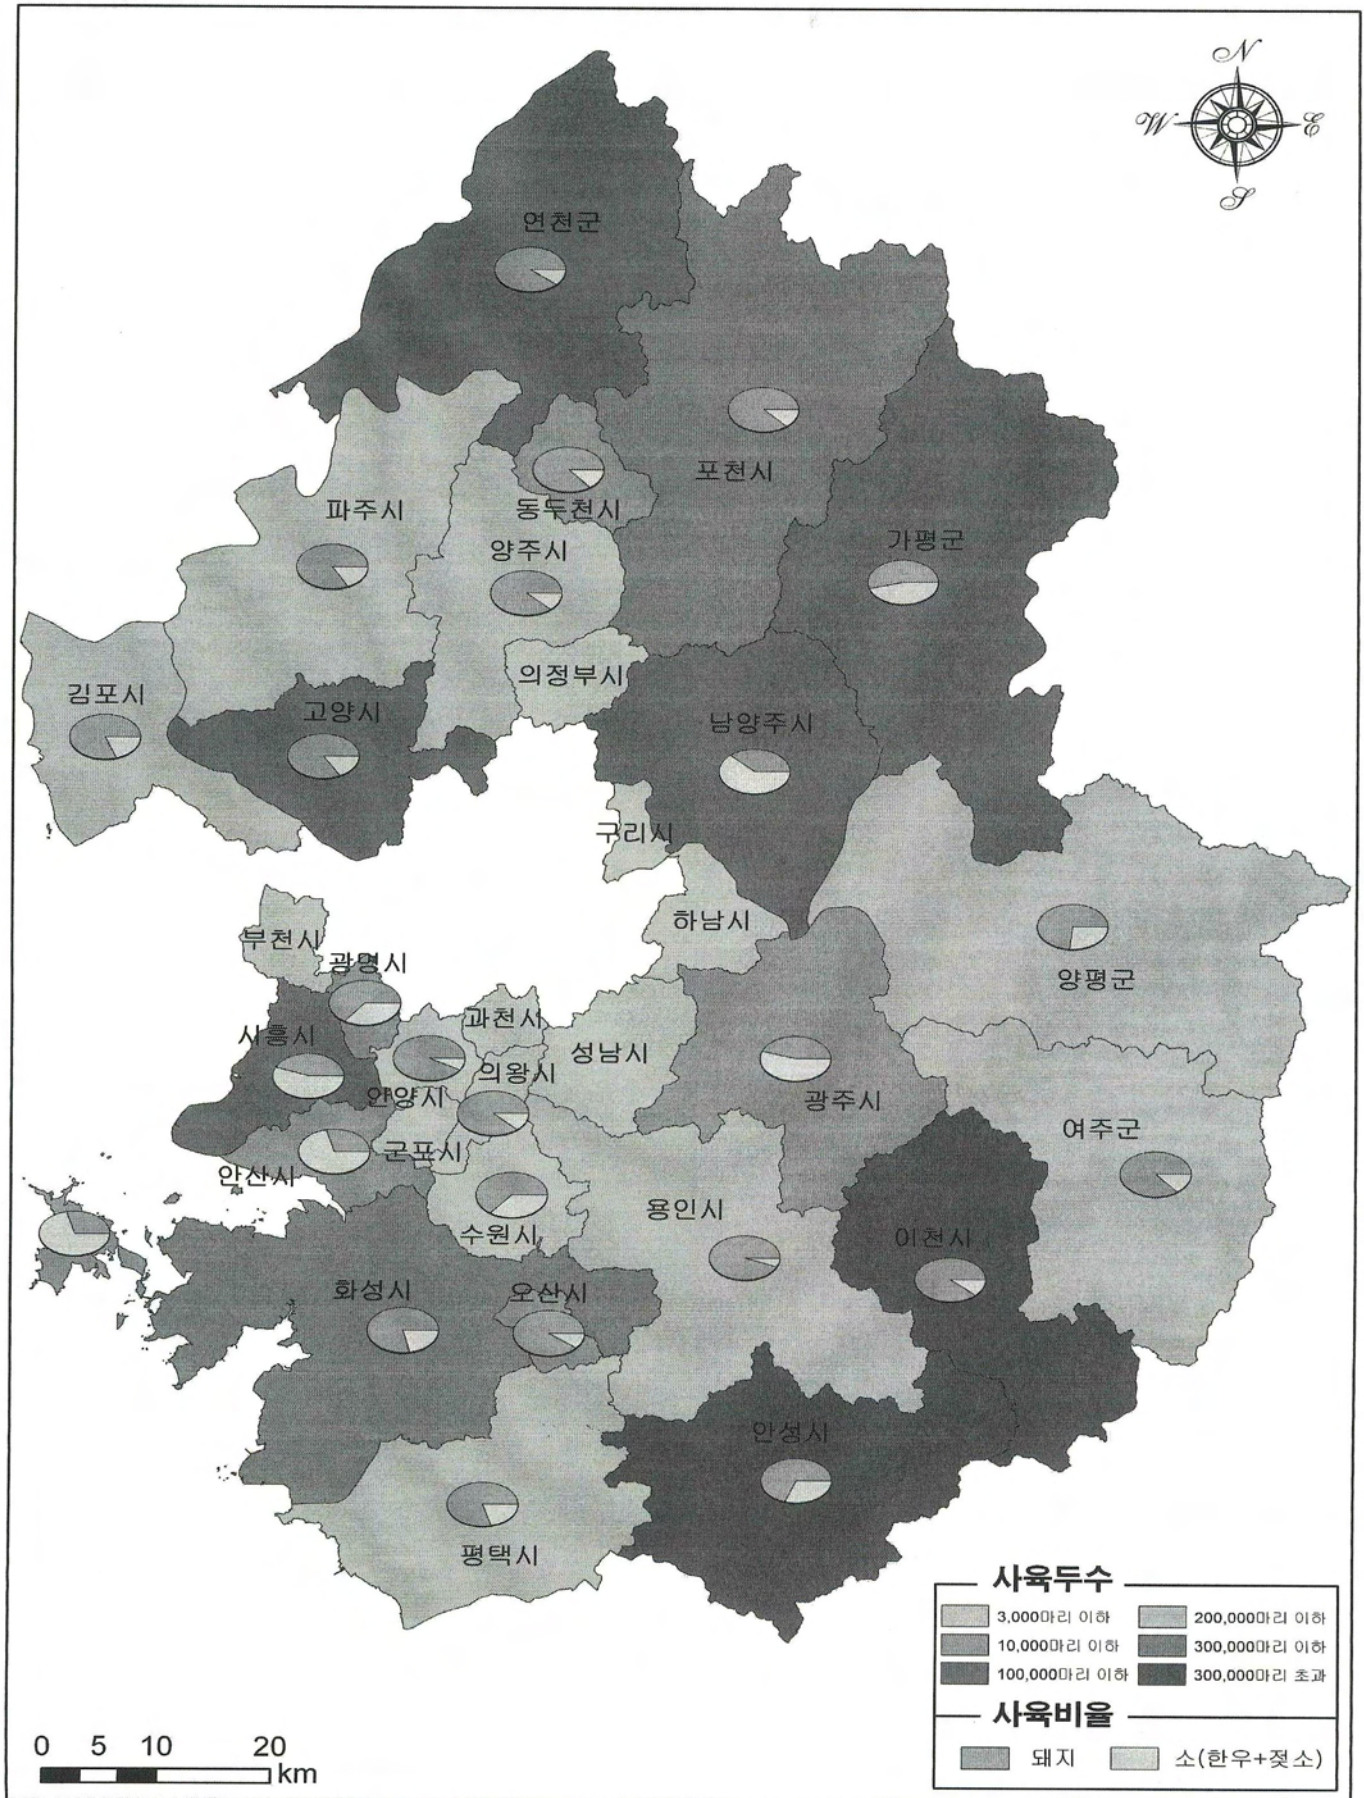 N
W E
S
연천군
포천시
동두천시
파주시
양주시
가평군
의정부시
김포시
고양시
남양주시
구리시
하남시
부천시
광명시
양평군
과천시
시흥시
성남시
의왕시
안양시
광주시
여주군
군포시
안산시
용인시
수원시
이천시
화성시
오산시
안성시
평택시
사육두수
3,000마리 이하 200,000마리 이하
10,000마리 이하 300,000마리 이하
100,000마리 이하 300,000마리 초과
사육비율
돼지 소(한우+젖소)
0 5 10 20
km